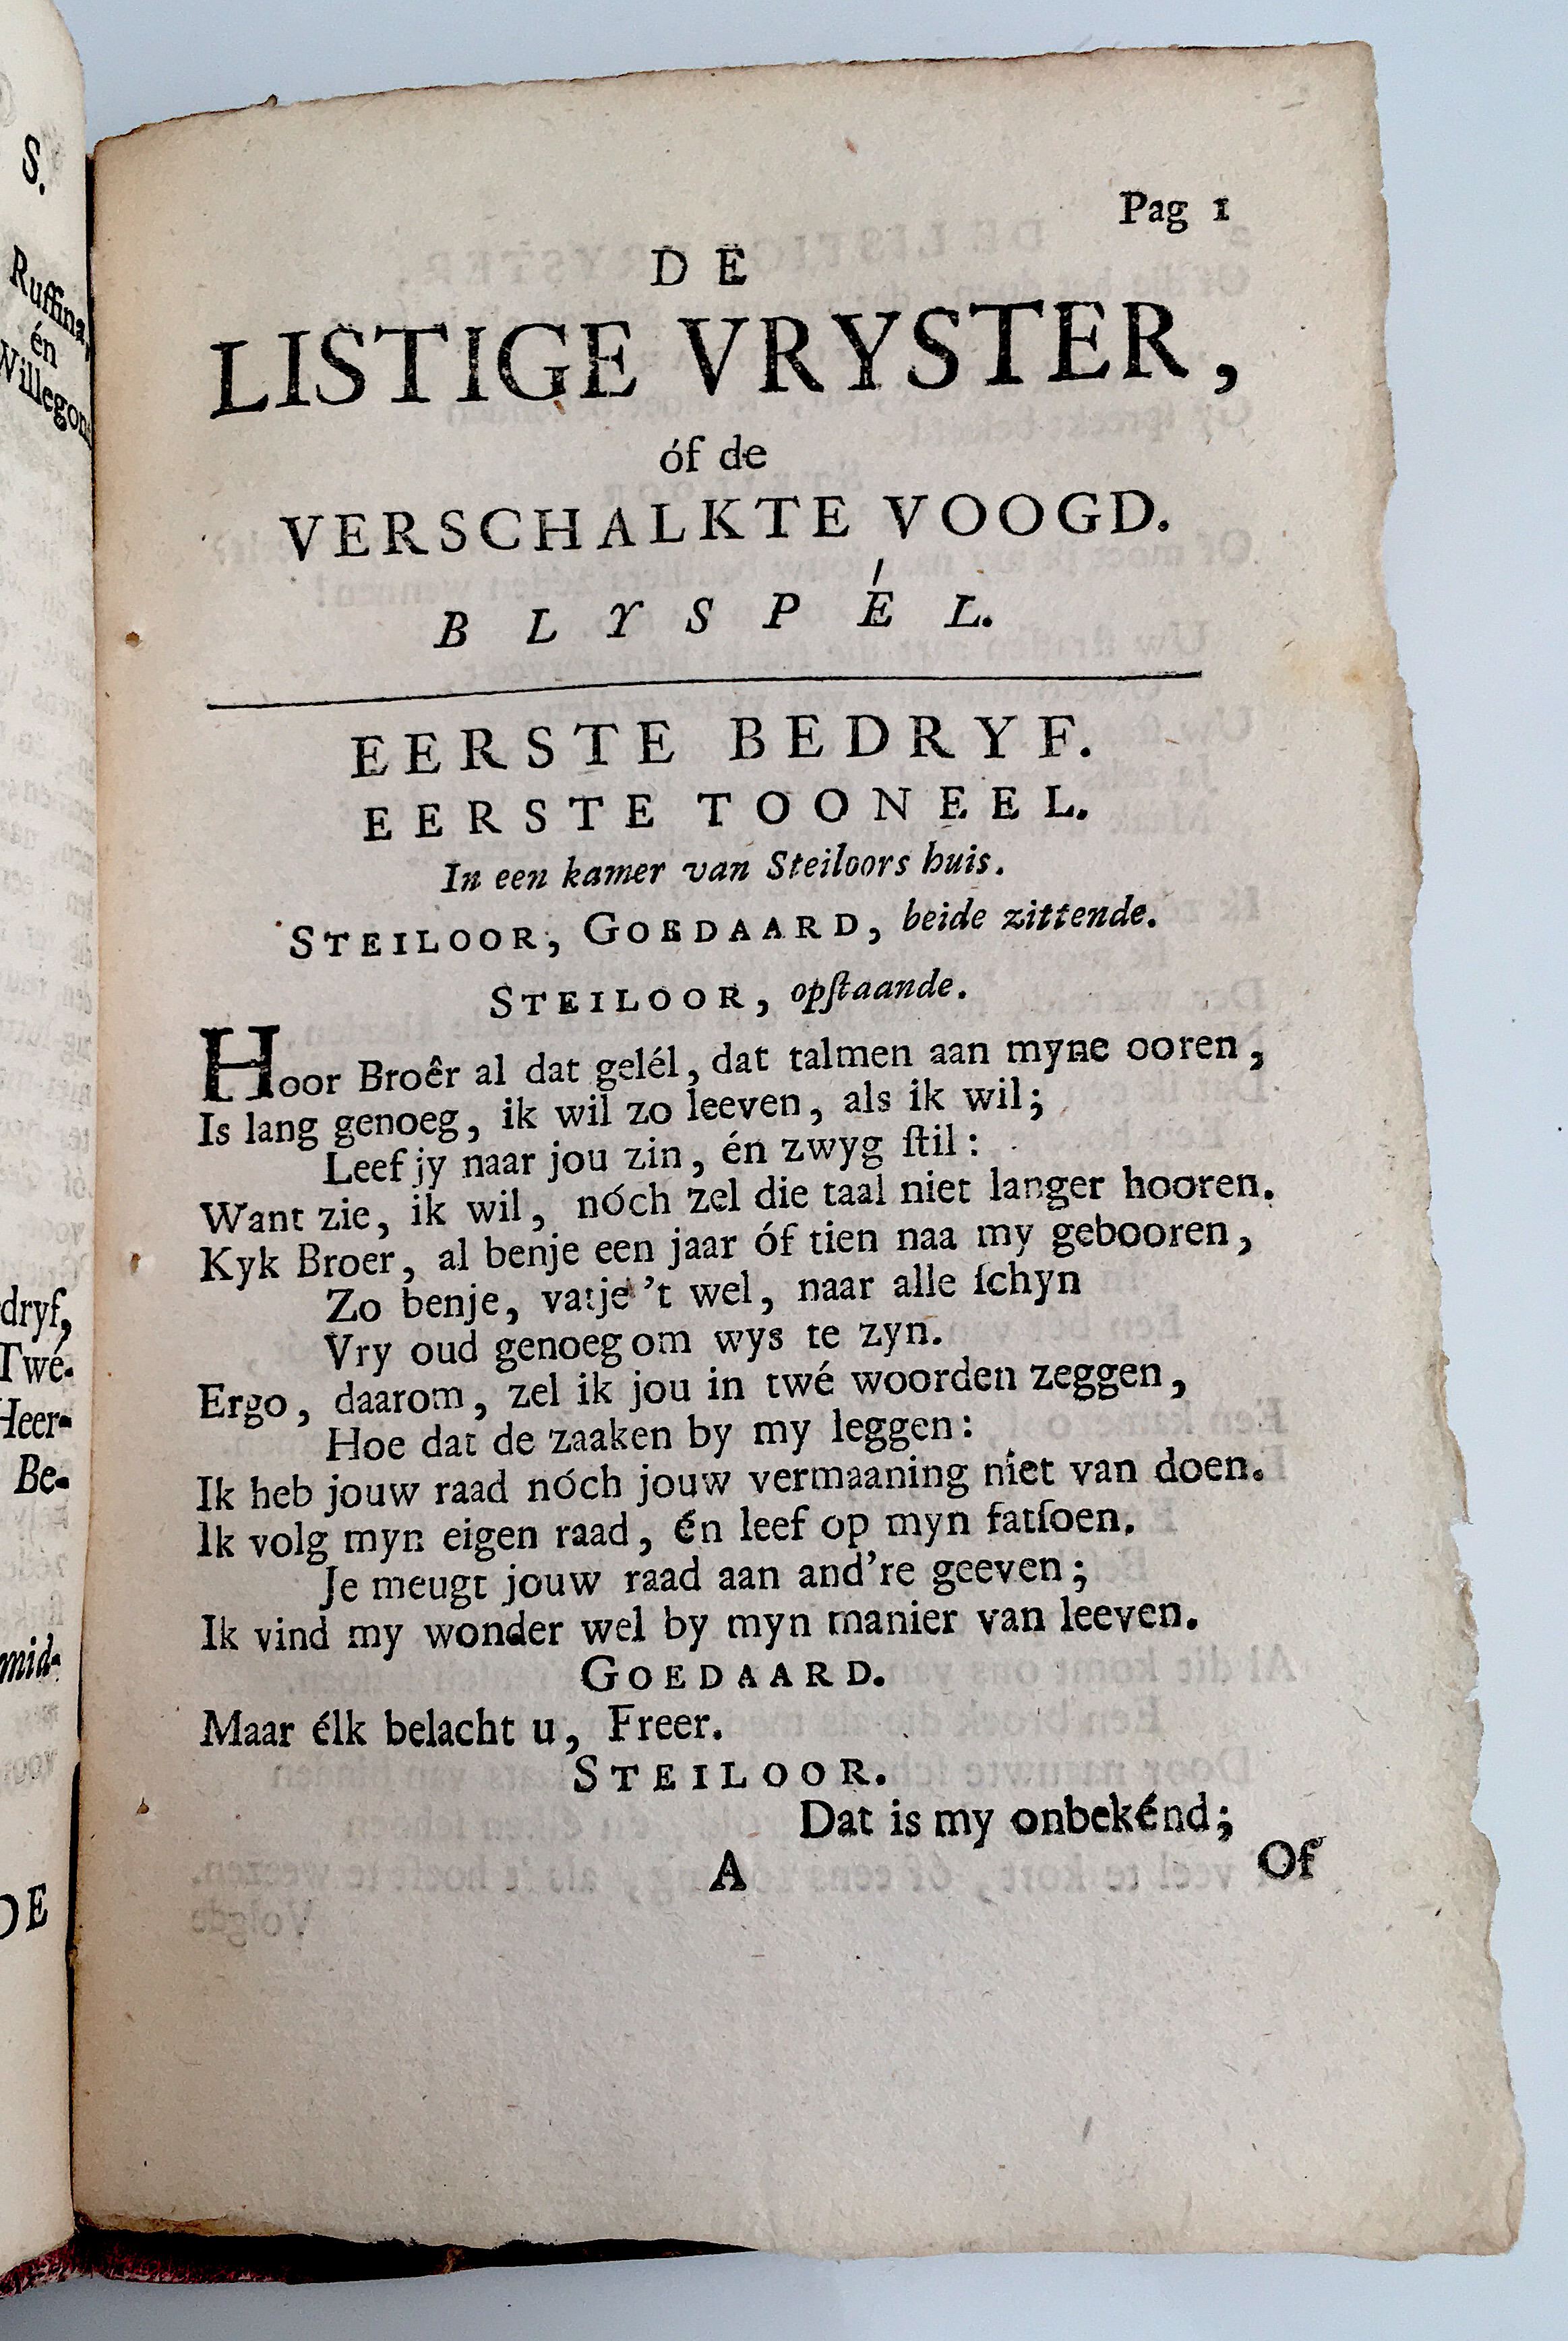 Pag 1
DE
LISTIGE VRYSTER,
óf de
VERSCHALKTE VOOGD.
BLYSPÉL.
EERSTE BEDRYF.
EERSTE TOONEEL.
In een kamer van Steiloors huis.
STEILOOR, GOEDAARD, beide zittende.
STEILOOR, opſtaande.
Hoor Broêr al dat gelél, dat talmen aan myne ooren,
Is lang genoeg, ik wil zo leeven, als ik wil;
Leef jy naar jou zin, én zwyg ſtil:
Want zie, ik wil, nóch zel die taal niet langer hooren.
Kyk Broer, al benje een jaar óf tien naa my gebooren,
Zo benje, vatje 't wel, naar alle ſchyn
Vry oud genoeg om wys te zyn.
Ergo, daarom, zel ik jou in twé woorden zeggen,
Hoe dat de zaaken by my leggen:
Ik heb jouw raad nóch jouw vermaaning niet van doen.
Ik volg myn eigen raad, én leef op myn fatſoen.
Je meugt jouw raad aan and're geeven;
Ik vind my wonder wel by myn manier van leeven.
GOEDAARD.
Maar élk belacht u, Freer.
STEILOOR.
Dat is my onbekénd;
A
Of
S.
Ruffina,
én
Willegon
dryf,
Twé-
Heer-
Be-
mid-
DE